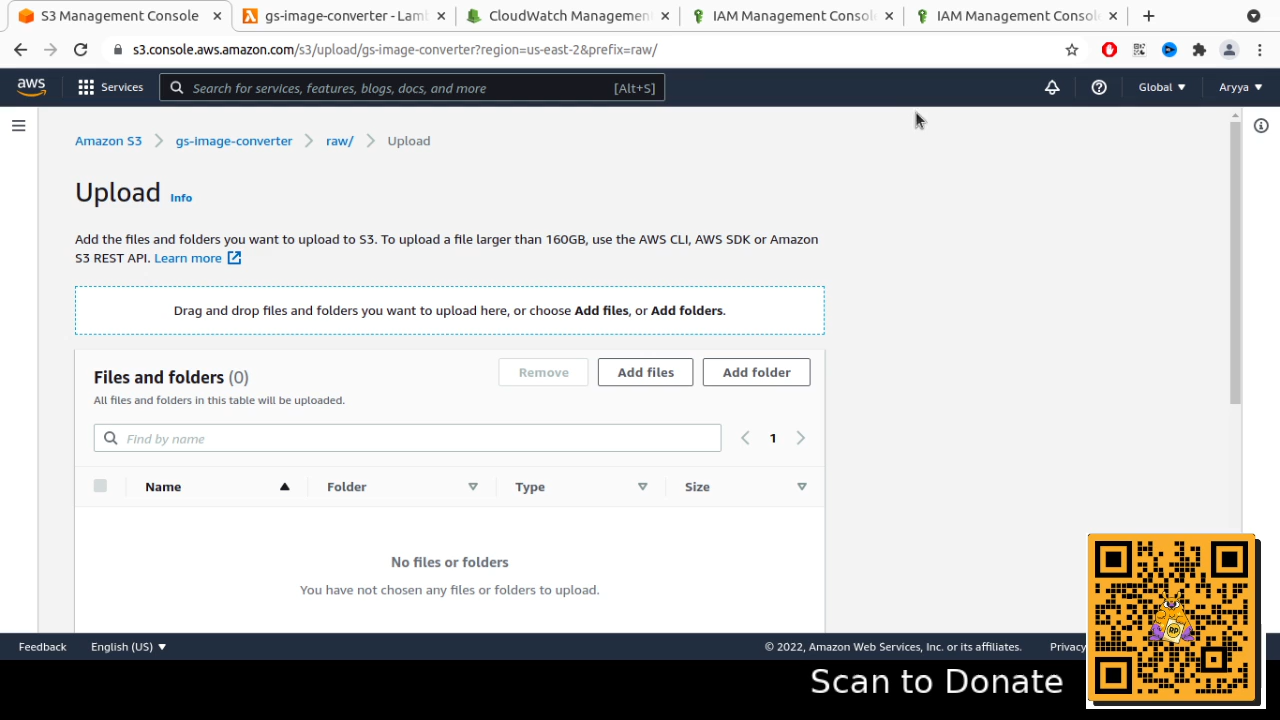 S3 Management Console
gs-image-converter - Lam
CloudWatch Management
IAM Management Consol
IAM Management Consol
s3.console.aws.amazon.com/s3/upload/gs-image-converter?region=us-east-2&prefix=raw/
aws
Services
Search for services, features, blogs, docs, and more
[Alt+S]
Global
Aryya
Amazon S3
gs-image-converter
raw/
Upload
Upload Info
Add the files and folders you want to upload to S3. To upload a file larger than 160GB, use the AWS CLI, AWS SDK or Amazon
S3 REST API. Learn more
Drag and drop files and folders you want to upload here, or choose Add files, or Add folders.
Files and folders (0)
Remove
Add files
Add folder
All files and folders in this table will be uploaded.
Find by name
1
Name
Folder
Type
Size
No files or folders
You have not chosen any files or folders to upload.
Feedback
English (US)
© 2022, Amazon Web Services, Inc. or its affiliates.
Privacy
RP
Scan to Donate